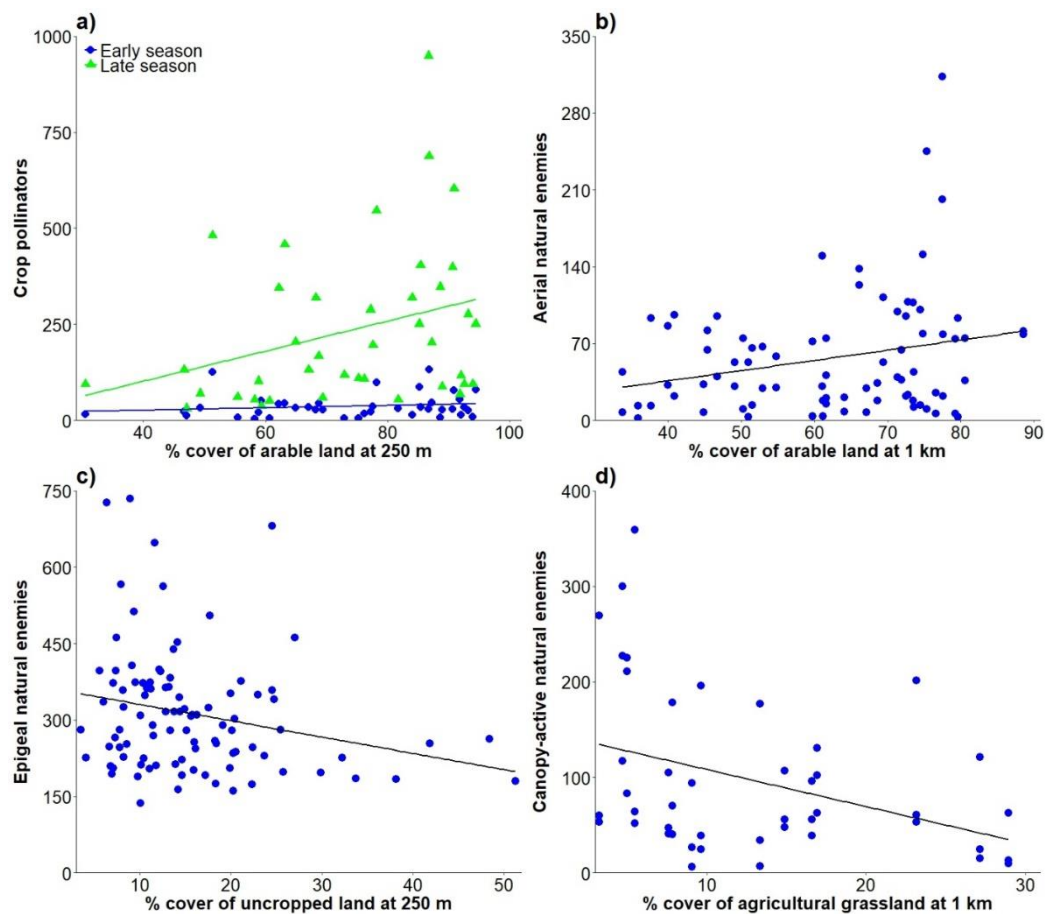 a)
1000
750
500
250
0
Crop pollinators
Early season
Late season
40
60
80
100
% cover of arable land at 250 m
b)
350
280
210
140
70
0
Aerial natural enemies
40
50
60
70
80
90
% cover of arable land at 1 km
c)
750
600
450
300
150
0
Epigeal natural enemies
10
20
30
40
50
% cover of uncropped land at 250 m
d)
400
300
200
100
0
Canopy-active natural enemies
10
20
30
% cover of agricultural grassland at 1 km